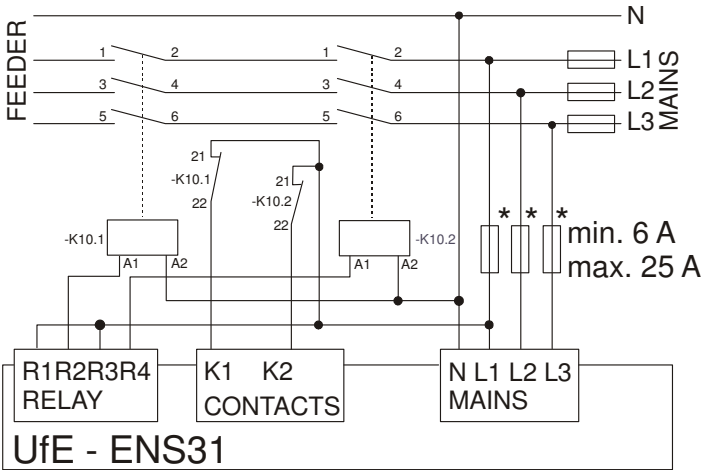 N
FEEDER
1 2 1 2 L1
3 4 3 4 L2
5 6 5 6 L3
MAINS
21
-K10.1
22
21
-K10.2
22
-K10.1
A1 A2
-K10.2
A1 A2
* * *
min. 6 A
max. 25 A
R1R2R3R4
RELAY
K1 K2
CONTACTS
N L1 L2 L3
MAINS
UfE - ENS31